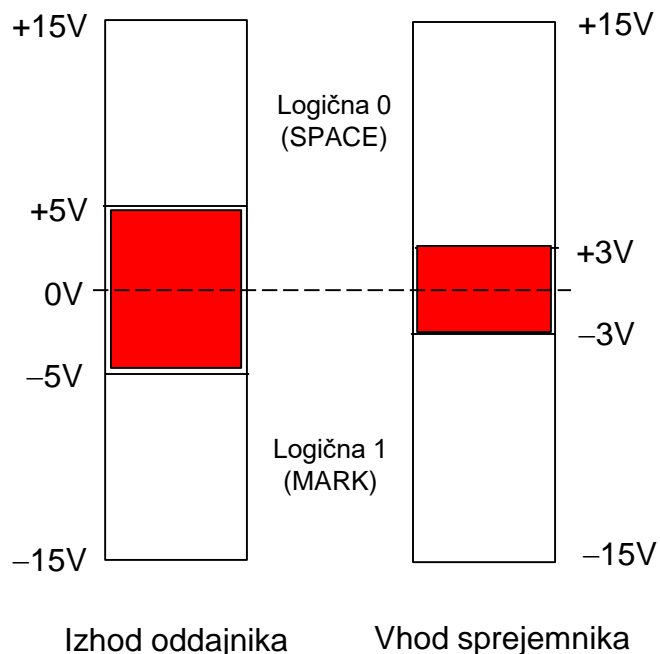 +15V
+15V
Logična 0
(SPACE)
+5V
+3V
0V
−3V
−5V
Logična 1
(MARK)
−15V
−15V
Izhod oddajnika
Vhod sprejemnika